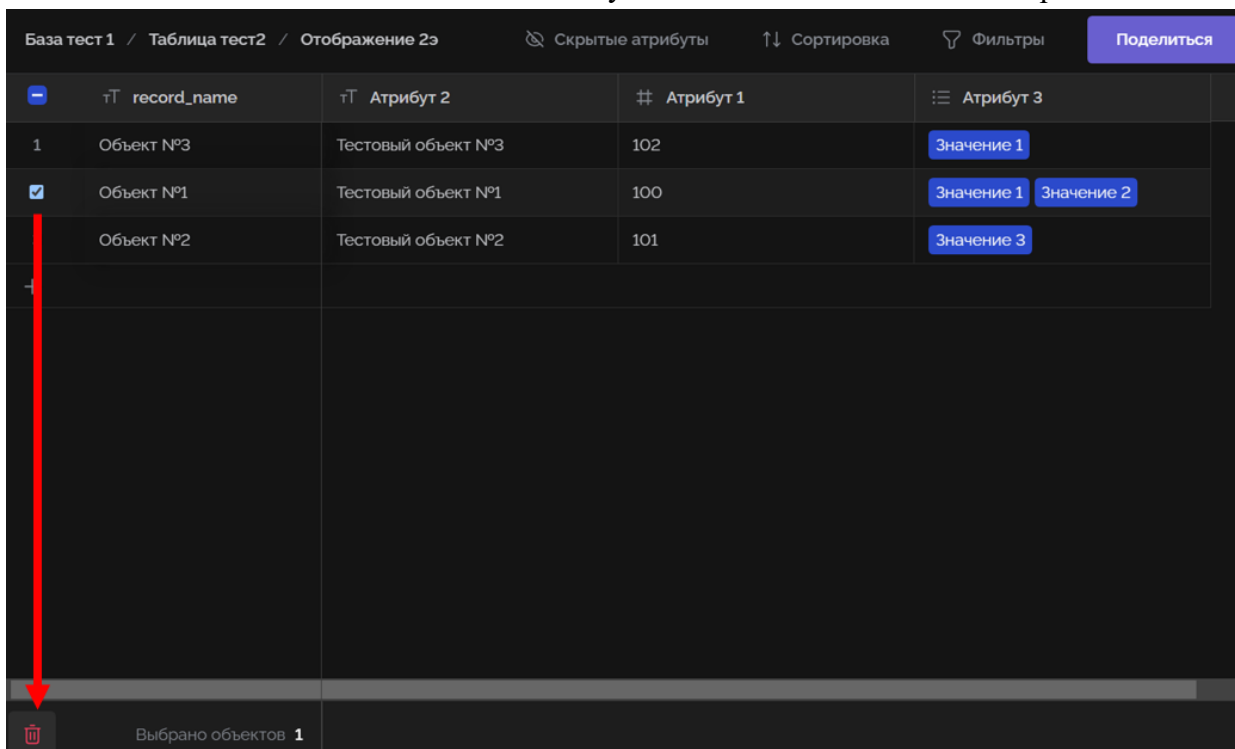 База тест 1 / Таблица тест2 / Отображение 2э Скрытые атрибуты Сортировка Фильтры Поделиться
record_name Атрибут 2 Атрибут 1 Атрибут 3
1 Объект №3 Тестовый объект №3 102 Значение 1
Объект №1 Тестовый объект №1 100 Значение 1 Значение 2
Объект №2 Тестовый объект №2 101 Значение 3
Выбрано объектов 1